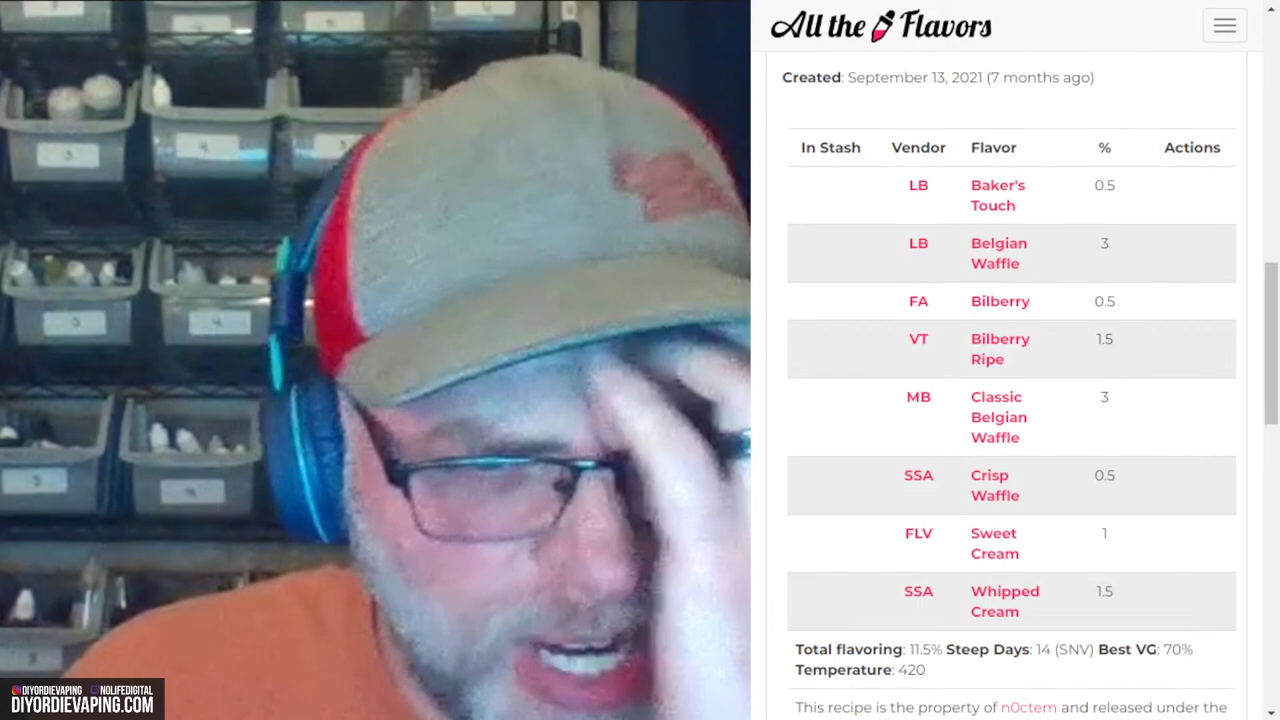 All the Flavors
Created: September 13, 2021 (7 months ago)
In Stash Vendor Flavor % Actions
LB Baker's Touch 0.5
LB Belgian Waffle 3
FA Bilberry 0.5
VT Bilberry Ripe 1.5
MB Classic Belgian Waffle 3
SSA Crisp Waffle 0.5
FLV Sweet Cream 1
SSA Whipped Cream 1.5
Total flavoring: 11.5% Steep Days: 14 (SNV) Best VG: 70%
Temperature: 420
This recipe is the property of n0ctem and released under the
DIYORDIEVAPING NOLIFEDIGITAL
DIYORDIEVAPING.COM